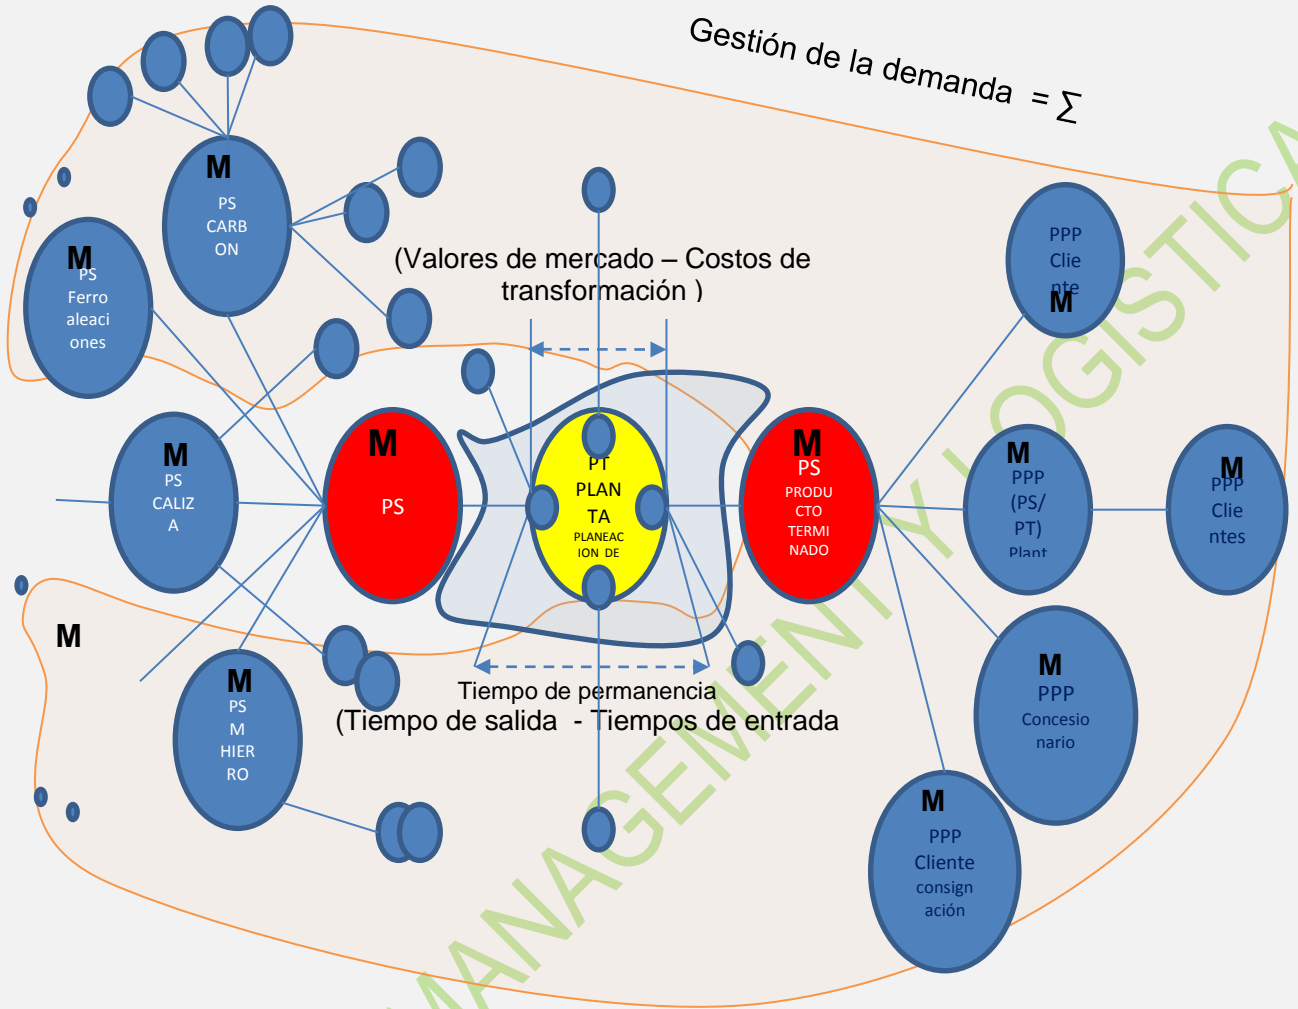 Gestión de la demanda = ∑
M
PS
CARB
ON
M
PS
Ferro
aleaci
ones
(Valores de mercado – Costos de
transformación )
PPP
Clie
nte
M
M
PS
CALIZ
A
M
PS
PT
PLAN
TA
PLANEAC
ION DE
M
PS
PRODU
CTO
TERMI
NADO
M
PPP
(PS/
PT)
Plant
M
PPP
Clie
ntes
M
M
PS
M
HIER
RO
Tiempo de permanencia
(Tiempo de salida - Tiempos de entrada
M
PPP
Concesio
nario
M
PPP
Cliente
consign
ación
MANAGEMENT Y LOGISTICA